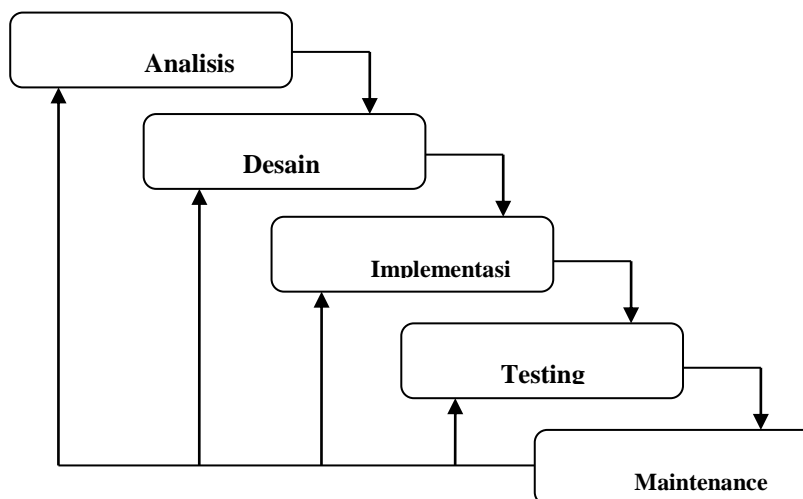 Analisis
Desain
Implementasi
Testing
Maintenance